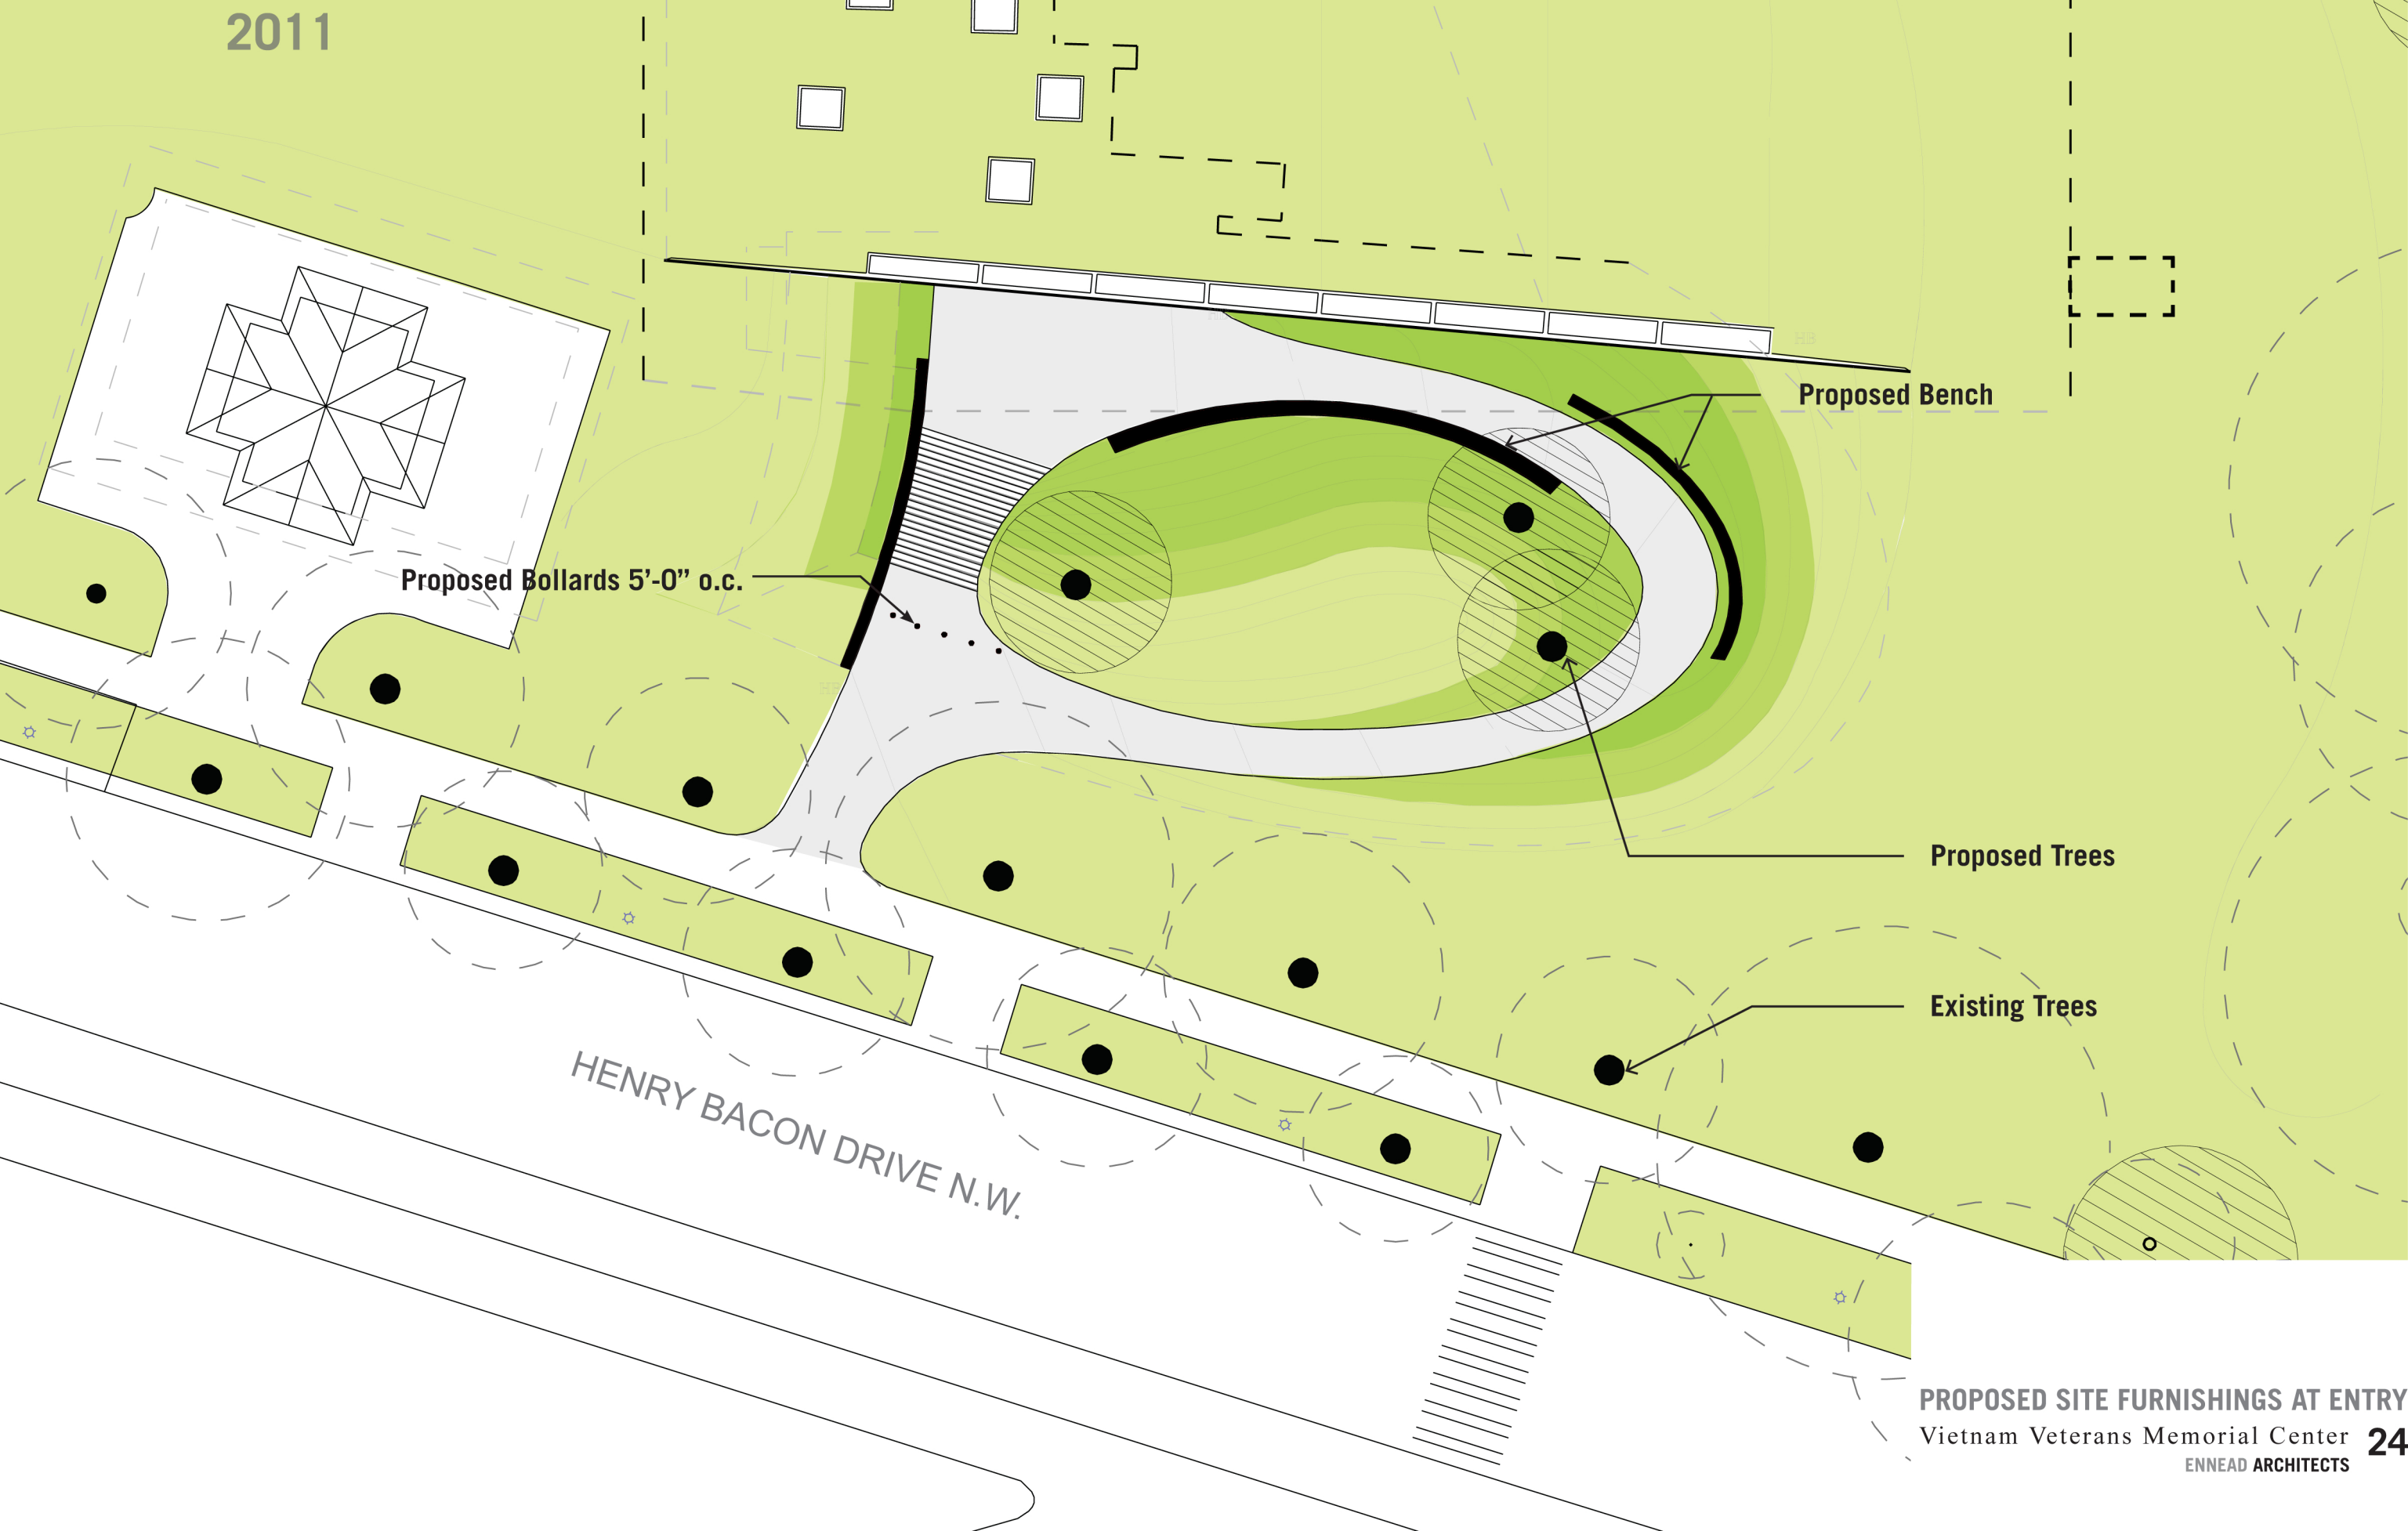 2011
Proposed Bench
Proposed Bollards 5’-0” o.c.
Proposed Trees
Existing Trees
HENRY BACON DRIVE N.W.
PROPOSED SITE FURNISHINGS AT ENTRY
Vietnam Veterans Memorial Center 24
ENNEAD ARCHITECTS